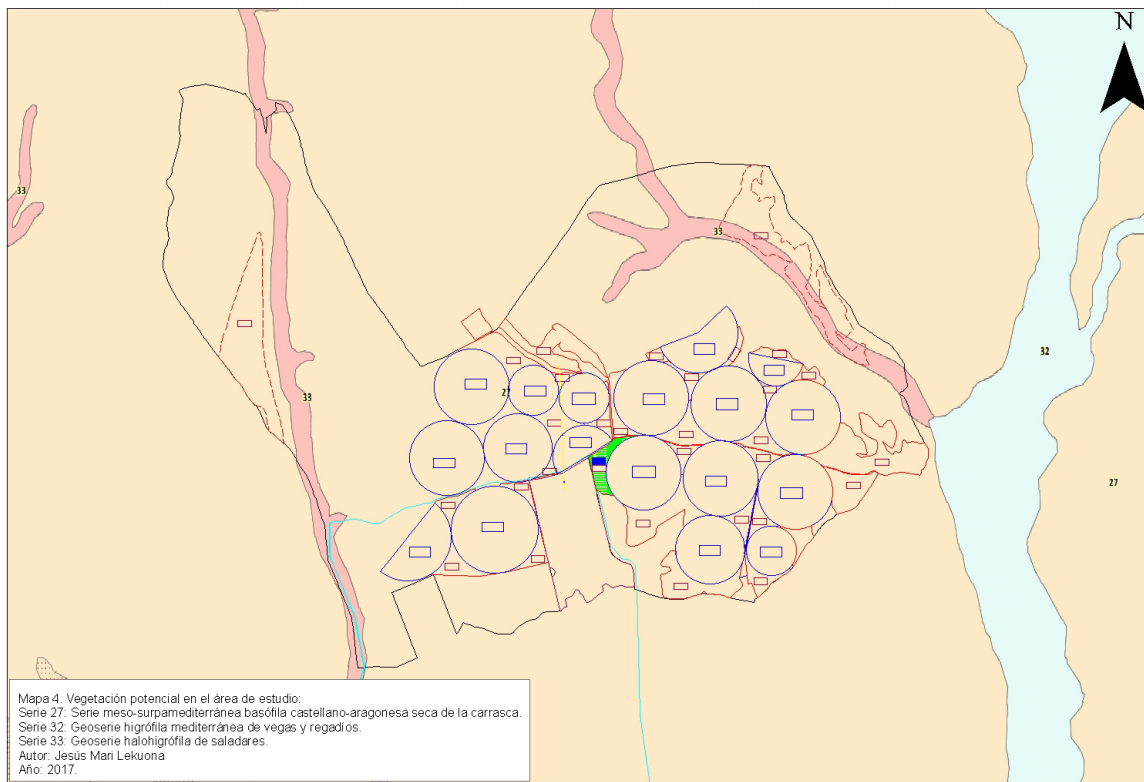 N
33
33
32
27
33
27
Mapa 4. Vegetación potencial en el área de estudio:
Serie 27: Serie meso-surpamediterránea basófila castellano-aragonesa seca de la carrasca.
Serie 32: Geoserie higrófila mediterránea de vegas y regadíos.
Serie 33: Geoserie halohigrófila de saladares.
Autor: Jesús Mari Lekuona
Año: 2017.